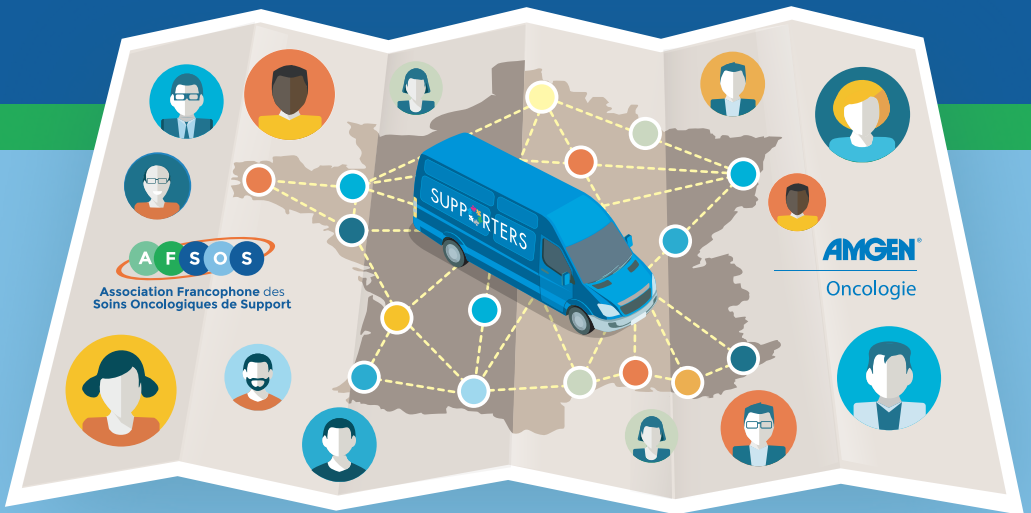 SUPPORTERS
AFSOS
Association Francophone des
Soins Oncologiques de Support
AMGEN®
Oncologie